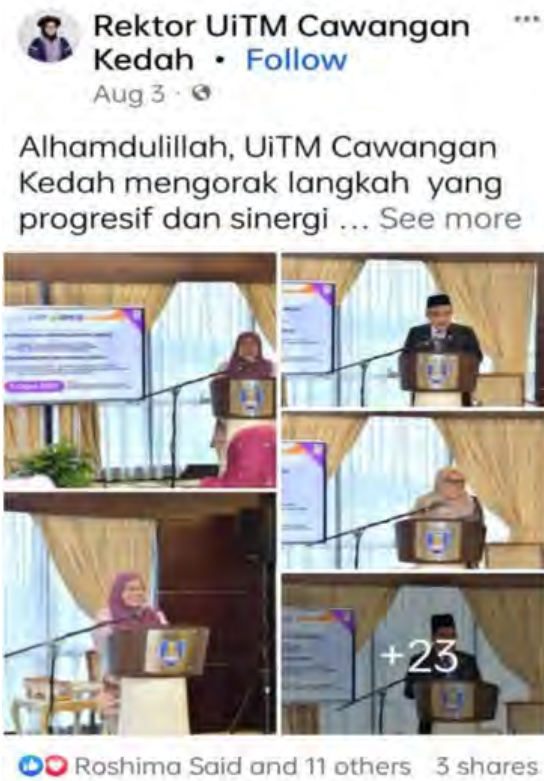 Rektor UiTM Cawangan
Kedah • Follow
Aug 3 ·
Alhamdulillah, UiTM Cawangan
Kedah mengorak langkah yang
progresif dan sinergi ... See more
+23
Roshima Said and 11 others 3 shares